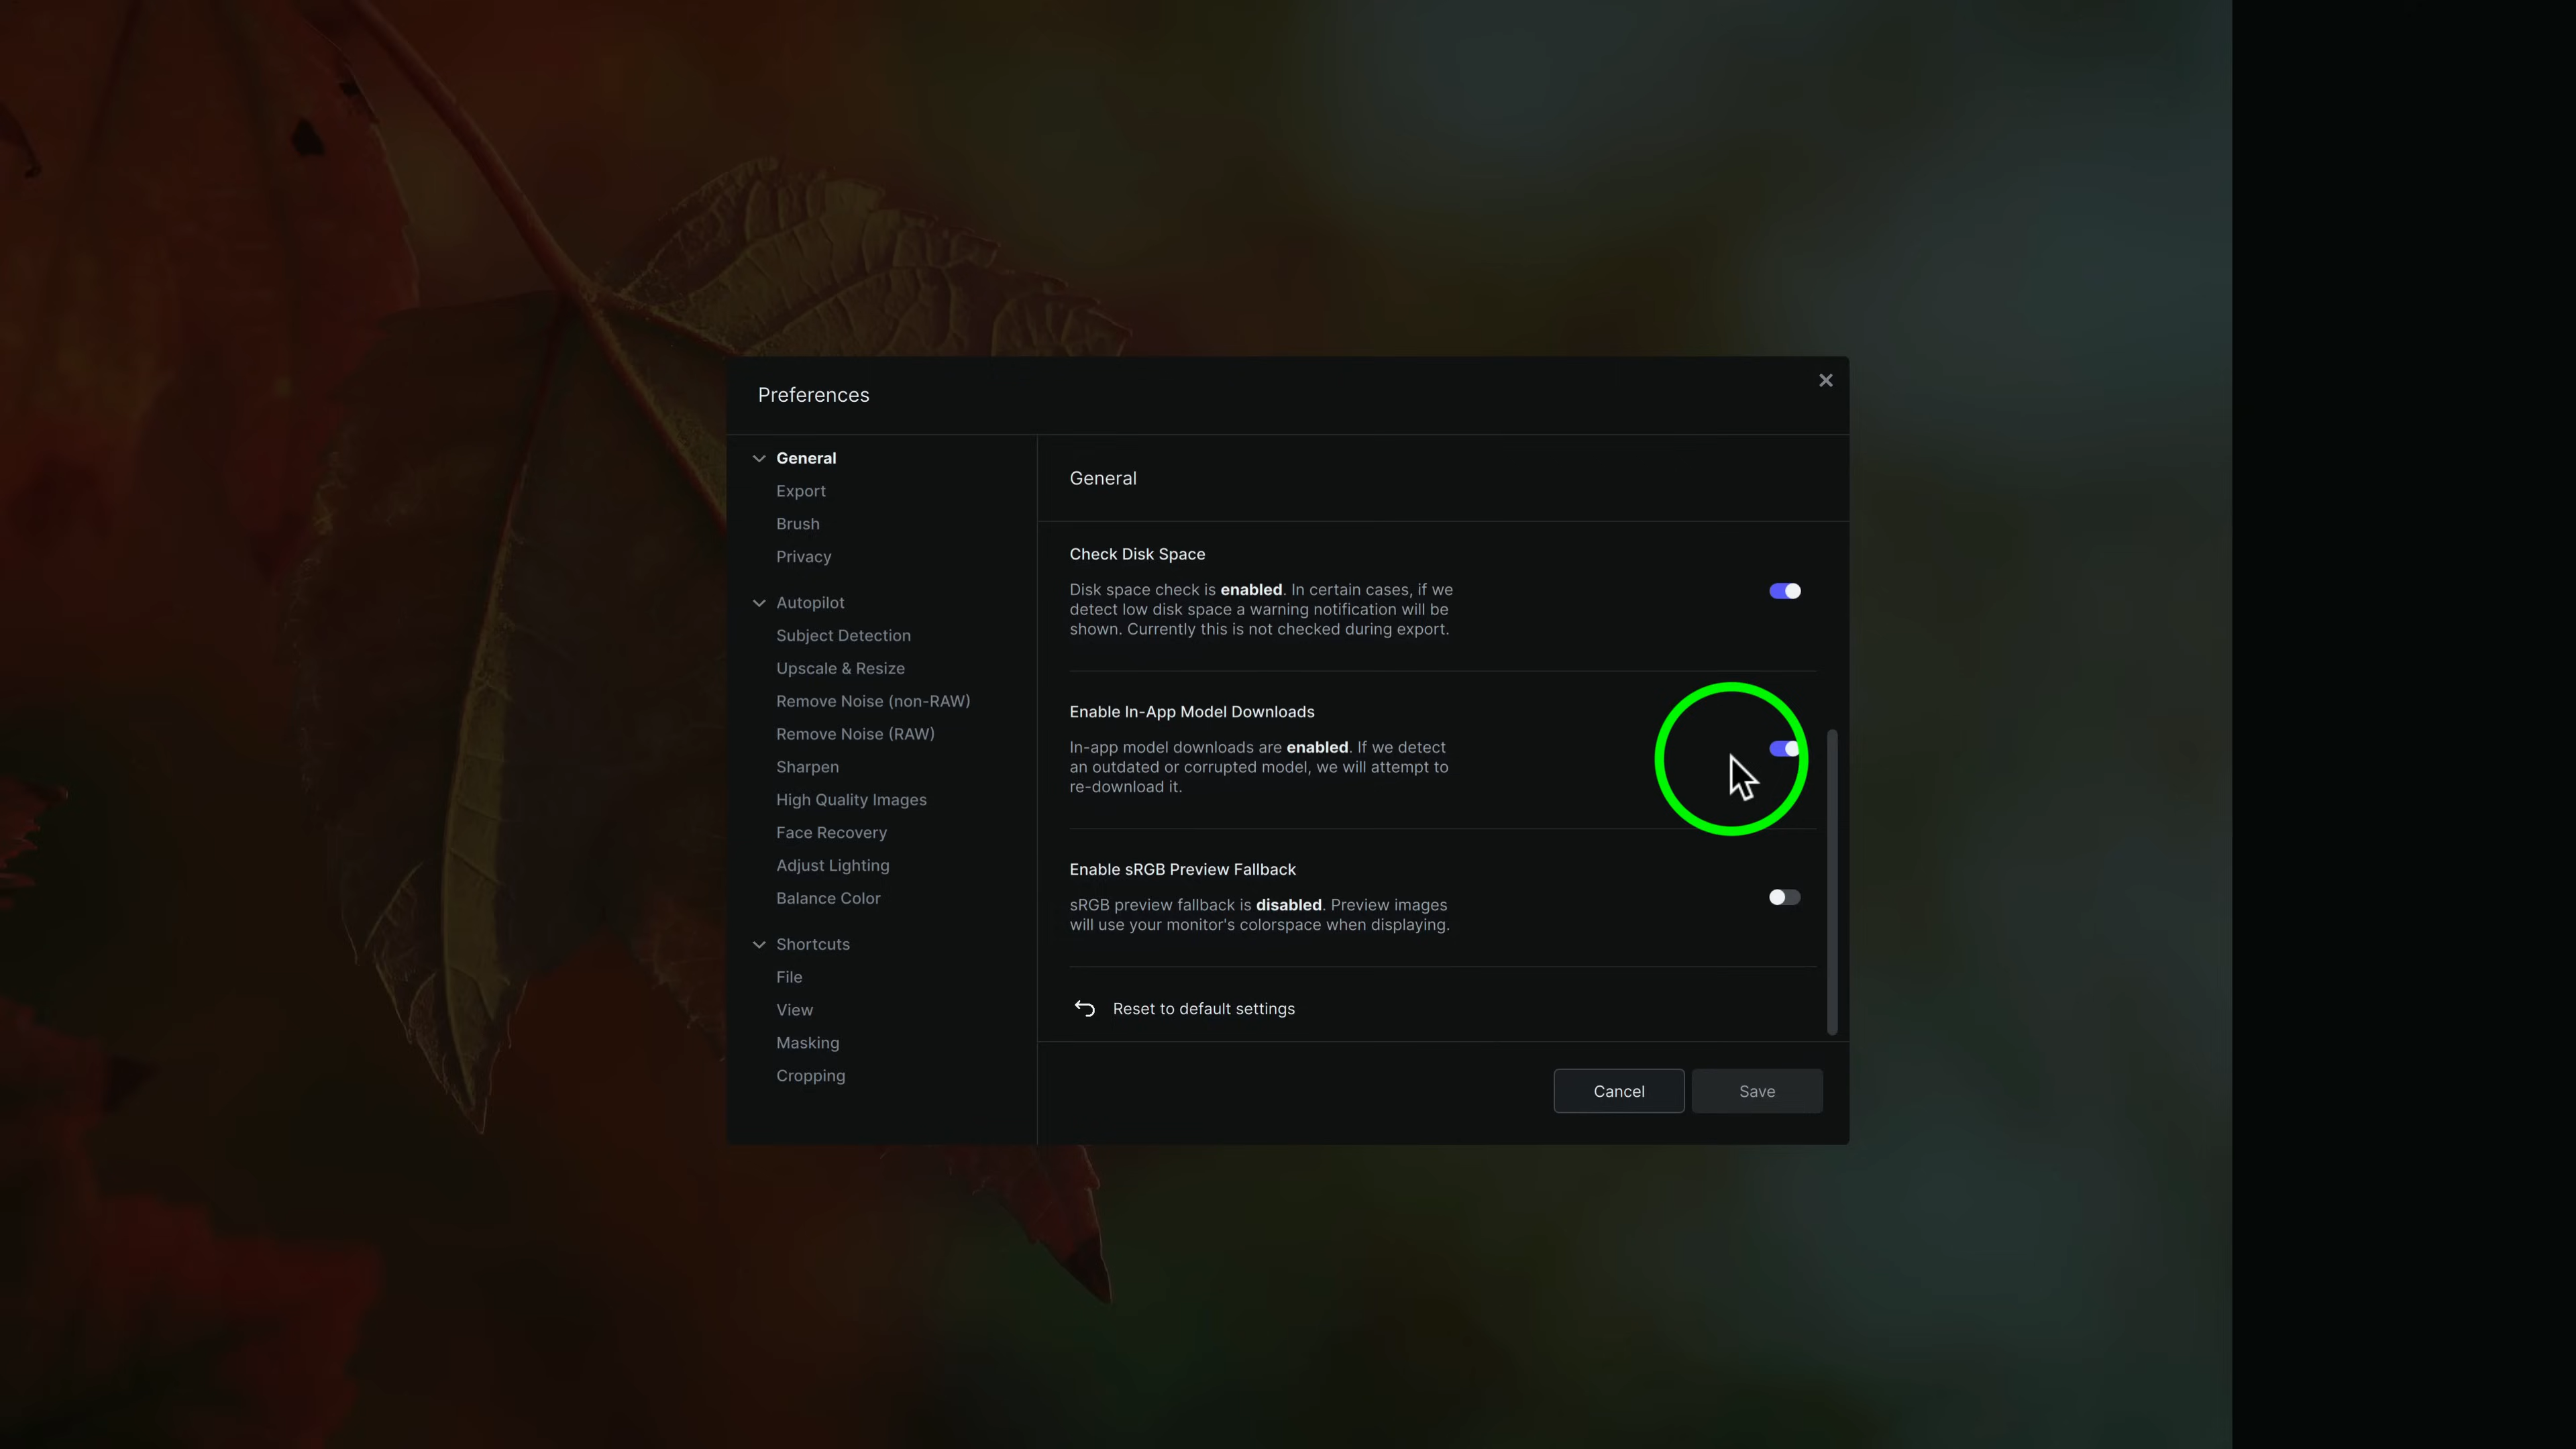 Preferences
General
Export
Brush
Privacy
Autopilot
Subject Detection
Upscale & Resize
Remove Noise (non-RAW)
Remove Noise (RAW)
Sharpen
High Quality Images
Face Recovery
Adjust Lighting
Balance Color
Shortcuts
File
View
Masking
Cropping
General
Check Disk Space
Disk space check is enabled. In certain cases, if we
detect low disk space a warning notification will be
shown. Currently this is not checked during export.
Enable In-App Model Downloads
In-app model downloads are enabled. If we detect
an outdated or corrupted model, we will attempt to
re-download it.
Enable sRGB Preview Fallback
sRGB preview fallback is disabled. Preview images
will use your monitor's colorspace when displaying.
Reset to default settings
Cancel
Save